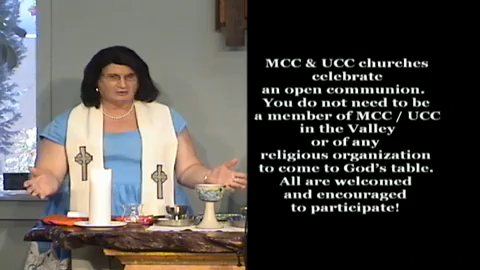 MCC & UCC churches
celebrate
an open communion.
You do not need to be
a member of MCC / UCC
in the Valley
or of any
religious organization
to come to God's table.
All are welcomed
and encouraged
to participate!